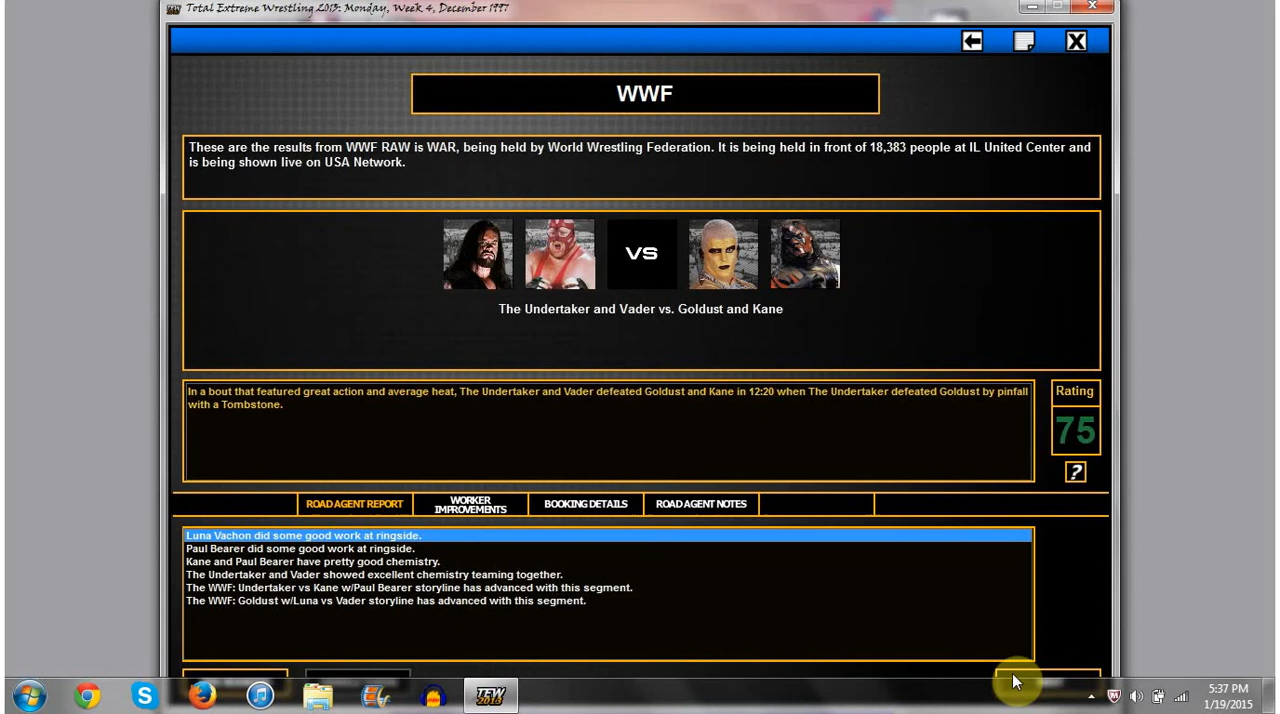 Total Extreme Wrestling 2013: Monday, Week 4, December 1997
WWF
These are the results from WWF RAW is WAR, being held by World Wrestling Federation. It is being held in front of 18,383 people at IL United Center and
is being shown live on USA Network.
VS
The Undertaker and Vader vs. Goldust and Kane
In a bout that featured great action and average heat, The Undertaker and Vader defeated Goldust and Kane in 12:20 when The Undertaker defeated Goldust by pinfall
with a Tombstone.
Rating
75
?
ROAD AGENT REPORT
WORKER
IMPROVEMENTS
BOOKING DETAILS
ROAD AGENT NOTES
Luna Vachon did some good work at ringside.
Paul Bearer did some good work at ringside.
Kane and Paul Bearer have pretty good chemistry.
The Undertaker and Vader showed excellent chemistry teaming together.
The WWF: Undertaker vs Kane w/Paul Bearer storyline has advanced with this segment.
The WWF: Goldust w/Luna vs Vader storyline has advanced with this segment.
TEW
2013
5:37 PM
1/19/2015